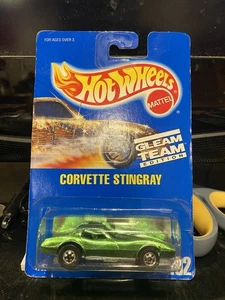 FOR AGES OVER 3.
Hot Wheels
MATTEL
GLEAM
TEAM
EDITION
CORVETTE STINGRAY